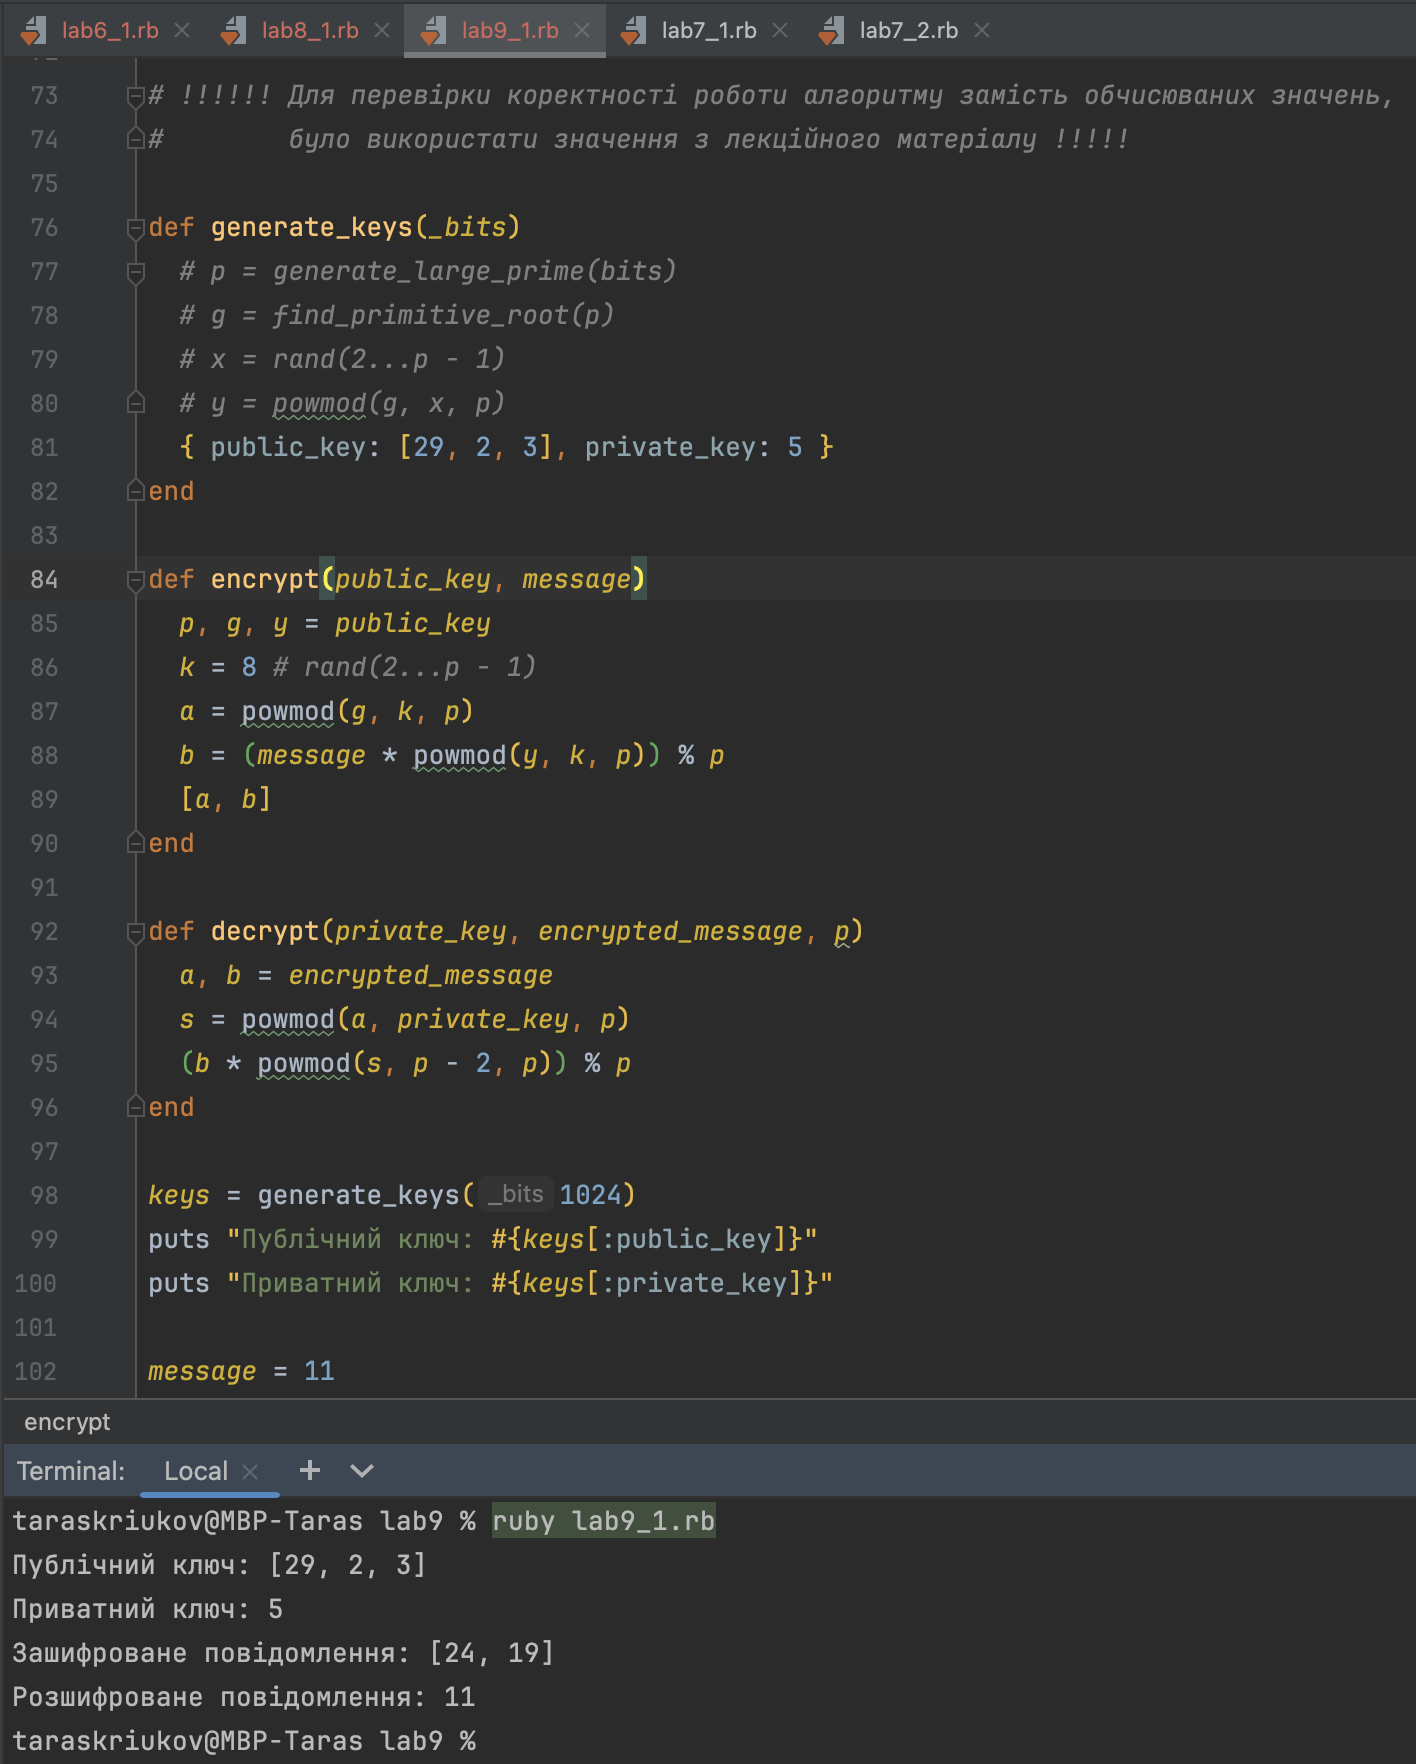 lab6_1.rb lab8_1.rb lab9_1.rb lab7_1.rb lab7_2.rb
73 # !!!!!! Для перевірки коректності роботи алгоритму замість обчисюваних значень,
74 #        було використати значення з лекційного матеріалу !!!!!
75
76 def generate_keys(_bits)
77   # p = generate_large_prime(bits)
78   # g = find_primitive_root(p)
79   # x = rand(2...p - 1)
80   # y = powmod(g, x, p)
81   { public_key: [29, 2, 3], private_key: 5 }
82 end
83
84 def encrypt(public_key, message)
85   p, g, y = public_key
86   k = 8 # rand(2...p - 1)
87   a = powmod(g, k, p)
88   b = (message * powmod(y, k, p)) % p
89   [a, b]
90 end
91
92 def decrypt(private_key, encrypted_message, p)
93   a, b = encrypted_message
94   s = powmod(a, private_key, p)
95   (b * powmod(s, p - 2, p)) % p
96 end
97
98 keys = generate_keys( _bits 1024)
99 puts "Публічний ключ: #{keys[:public_key]}"
100 puts "Приватний ключ: #{keys[:private_key]}"
101
102 message = 11
encrypt
Terminal: Local
taraskriukov@MBP-Taras lab9 % ruby lab9_1.rb
Публічний ключ: [29, 2, 3]
Приватний ключ: 5
Зашифроване повідомлення: [24, 19]
Розшифроване повідомлення: 11
taraskriukov@MBP-Taras lab9 %